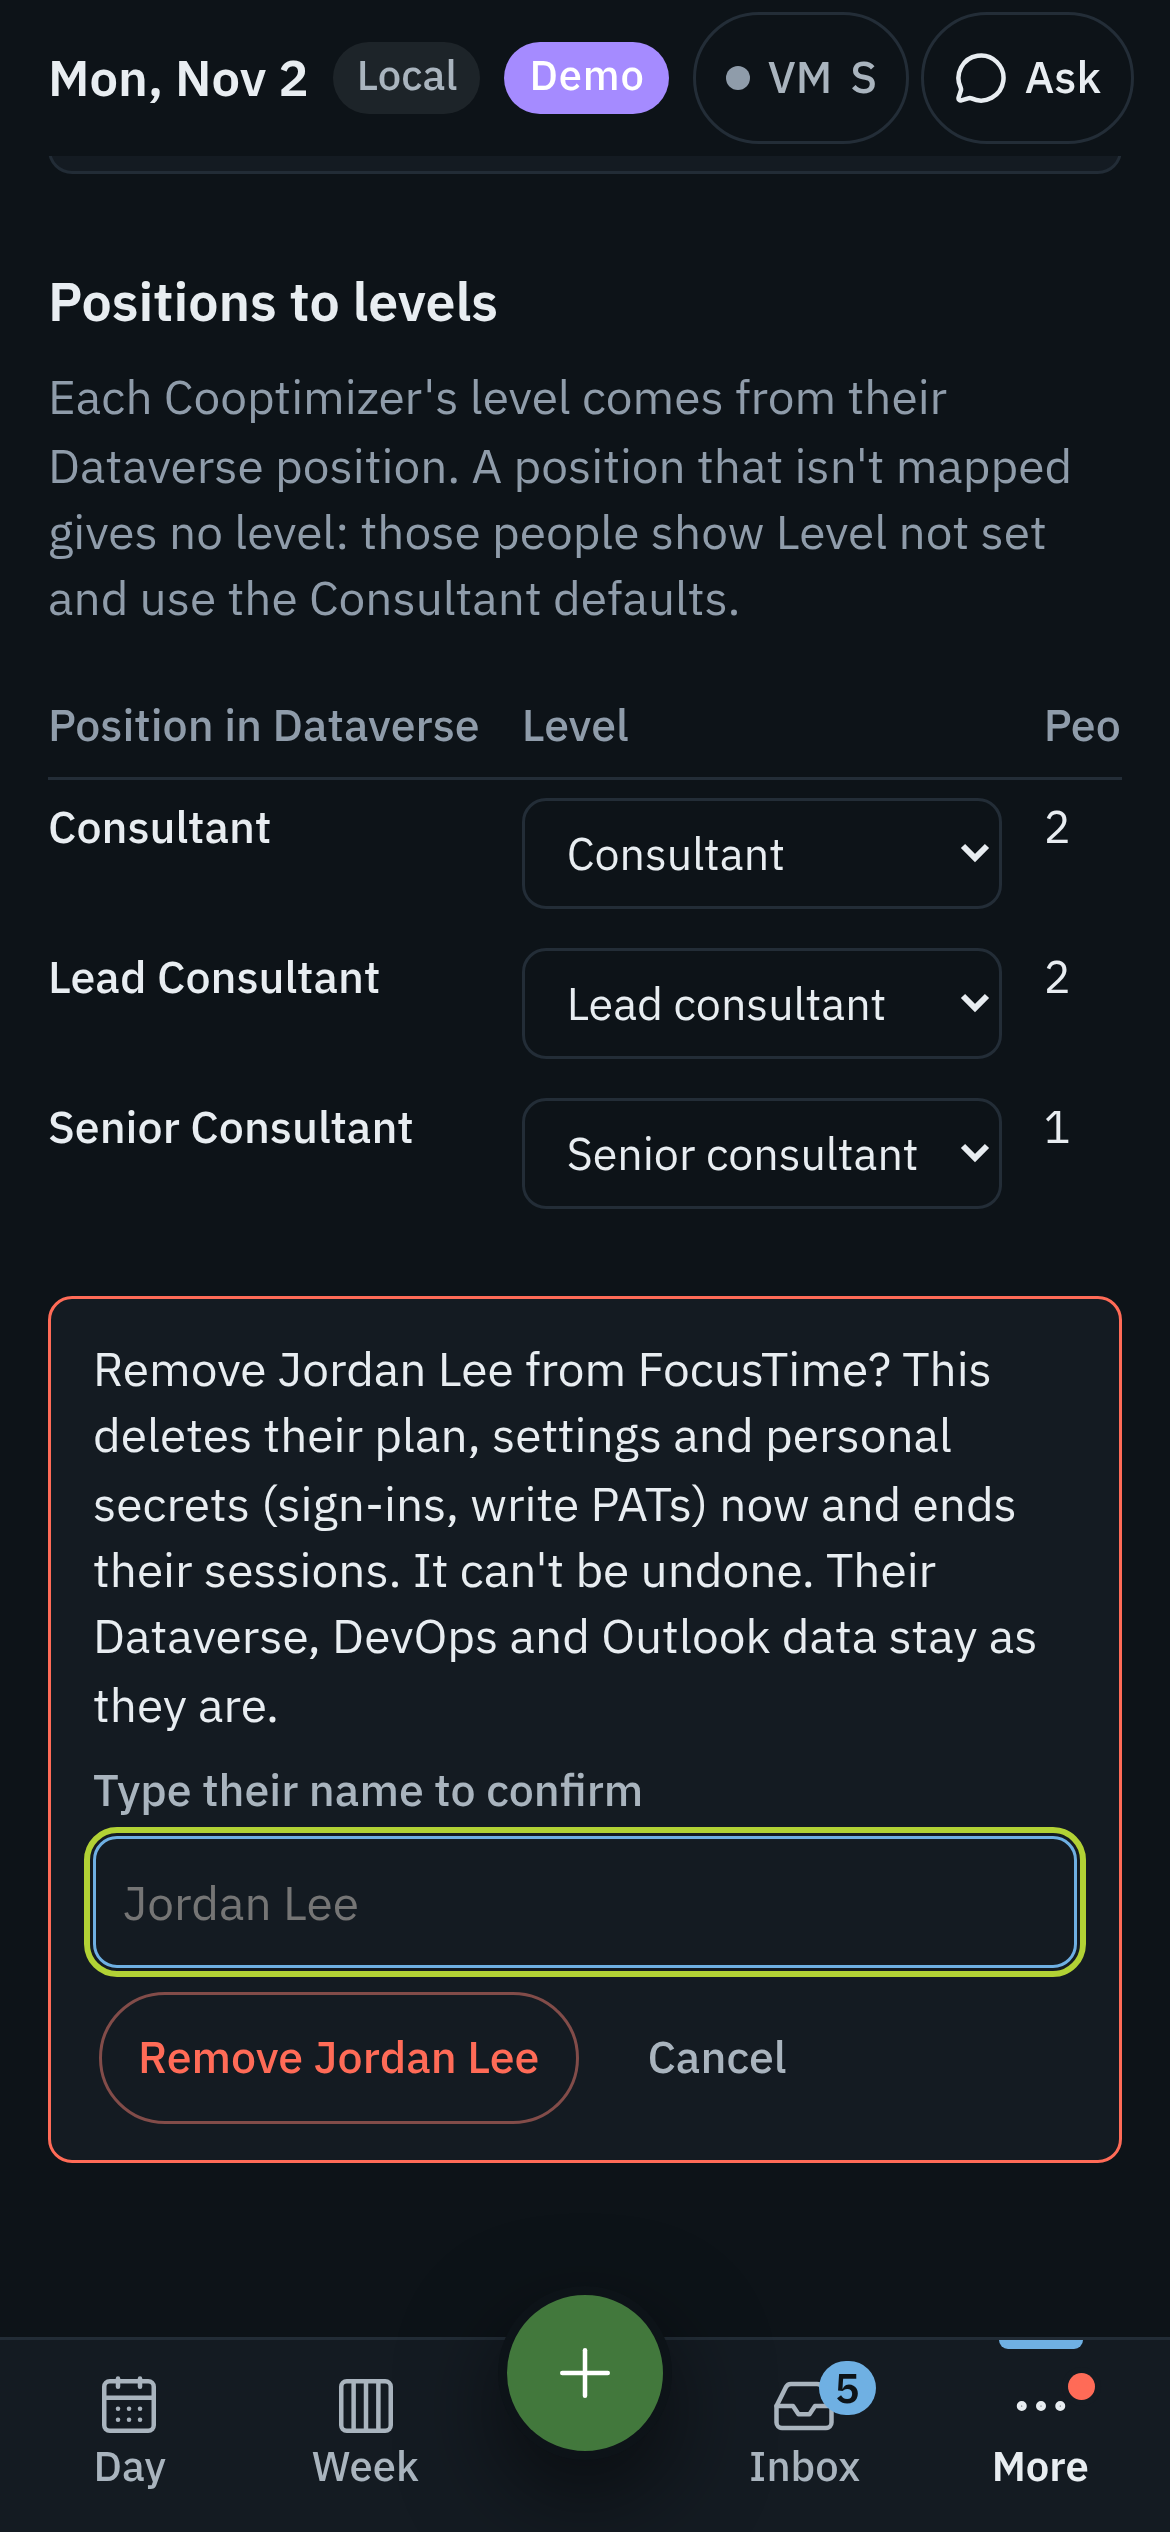 Mon, Nov 2 Local Demo VM S Ask
Positions to levels
Each Cooptimizer's level comes from their
Dataverse position. A position that isn't mapped
gives no level: those people show Level not set
and use the Consultant defaults.
Position in Dataverse Level Peo
Consultant Consultant 2
Lead Consultant Lead consultant 2
Senior Consultant Senior consultant 1
Remove Jordan Lee from FocusTime? This
deletes their plan, settings and personal
secrets (sign-ins, write PATs) now and ends
their sessions. It can't be undone. Their
Dataverse, DevOps and Outlook data stay as
they are.
Type their name to confirm
Jordan Lee
Remove Jordan Lee Cancel
5
Day Week Inbox More